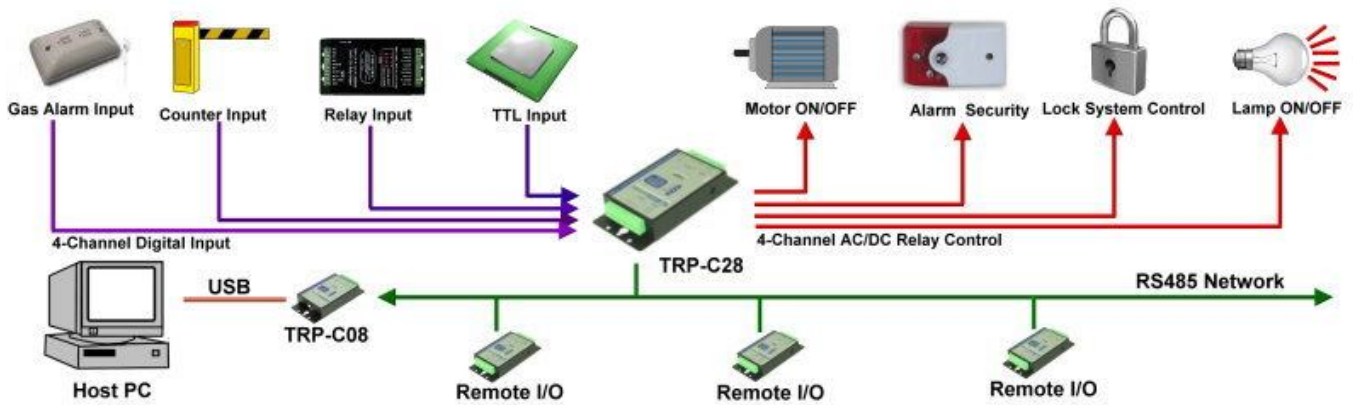 Gas Alarm Input
Counter Input
Relay Input
TTL Input
Motor ON/OFF
Alarm Security
Lock System Control
Lamp ON/OFF
4-Channel Digital Input
4-Channel AC/DC Relay Control
TRP-C28
USB
RS485 Network
TRP-C08
Host PC
Remote I/O
Remote I/O
Remote I/O